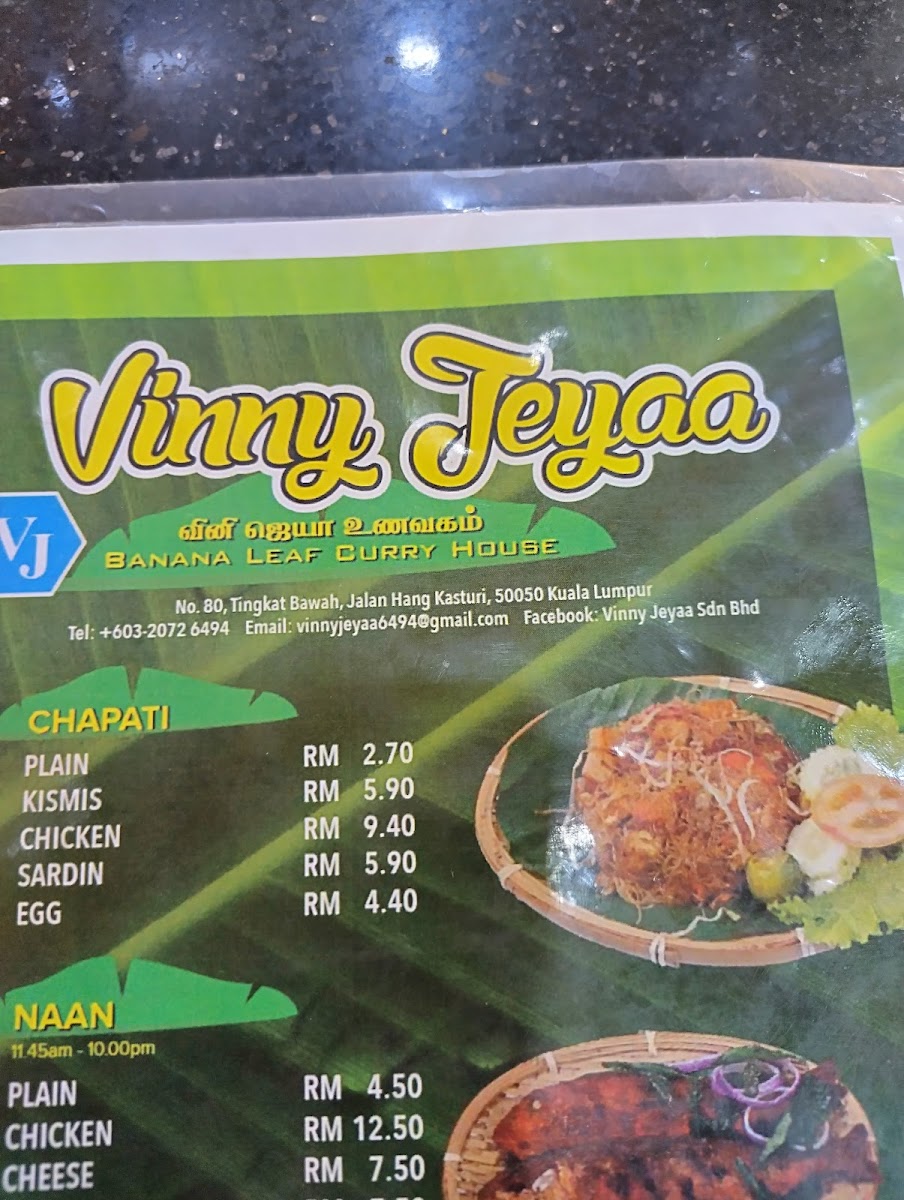 Vinny Jeyaa
VJ
வினி ஜெயா உணவகம்
BANANA LEAF CURRY HOUSE
No. 80, Tingkat Bawah, Jalan Hang Kasturi, 50050 Kuala Lumpur
Tel: +603-2072 6494 Email: vinnyjeyaa6494@gmail.com Facebook: Vinny Jeyaa Sdn Bhd
CHAPATI
PLAIN RM 2.70
KISMIS RM 5.90
CHICKEN RM 9.40
SARDIN RM 5.90
EGG RM 4.40
NAAN
11.45am - 10.00pm
PLAIN RM 4.50
CHICKEN RM 12.50
CHEESE RM 7.50